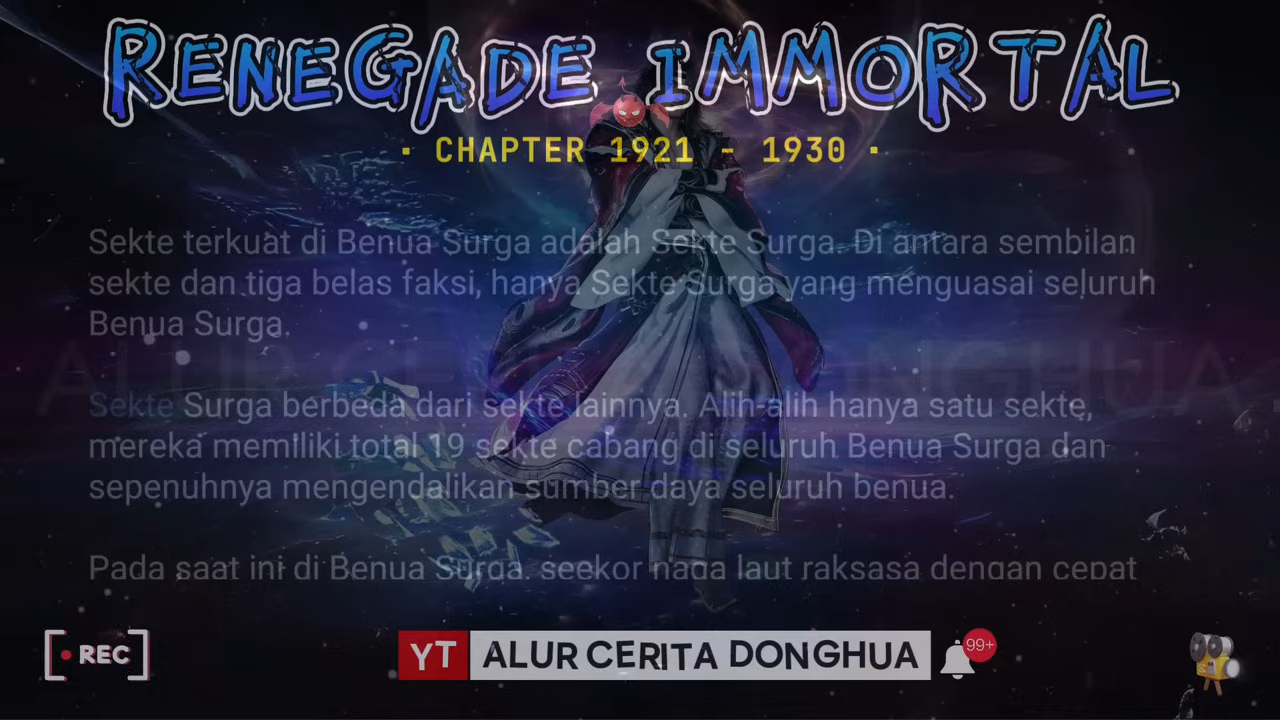 RENEGADE IMMORTAL
· CHAPTER 1921 - 1930 ·
Sekte terkuat di Benua Surga adalah Sekte Surga. Di antara sembilan
sekte dan tiga belas faksi, hanya Sekte Surga yang menguasai seluruh
Benua Surga.
Sekte Surga berbeda dari sekte lainnya. Alih-alih hanya satu sekte,
mereka memiliki total 19 sekte cabang di seluruh Benua Surga dan
sepenuhnya mengendalikan sumber daya seluruh benua.
Pada saat ini di Benua Surga, seekor naga laut raksasa dengan cepat
ALUR CERITA DONGHUA
REC
YT ALUR CERITA DONGHUA
99+